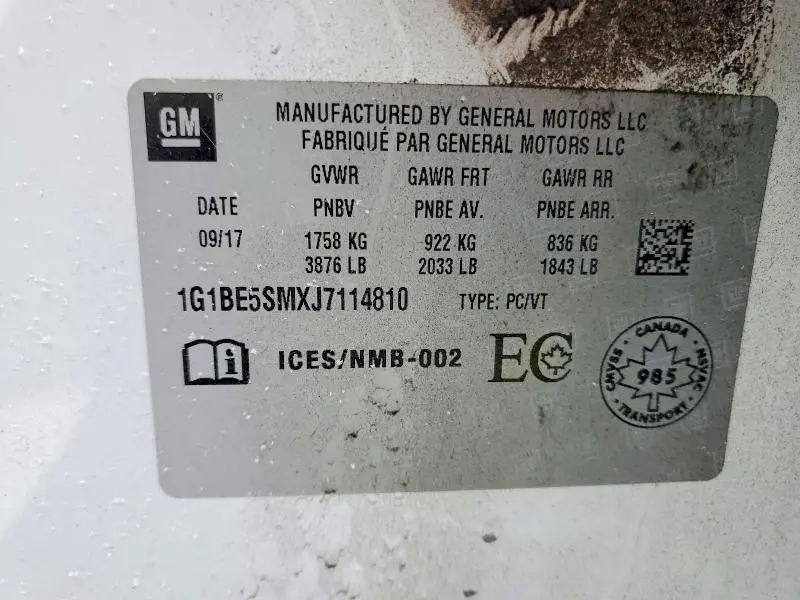 GM®
MANUFACTURED BY GENERAL MOTORS LLC
FABRIQUÉ PAR GENERAL MOTORS LLC
GVWR GAWR FRT GAWR RR
DATE PNBV PNBE AV. PNBE ARR.
09/17 1758 KG 922 KG 836 KG
3876 LB 2033 LB 1843 LB
1G1BE5SMXJ7114810 TYPE: PC/VT
i ICES/NMB-002 EC
CANADA
CMVSS 985 NSVAC
TRANSPORT